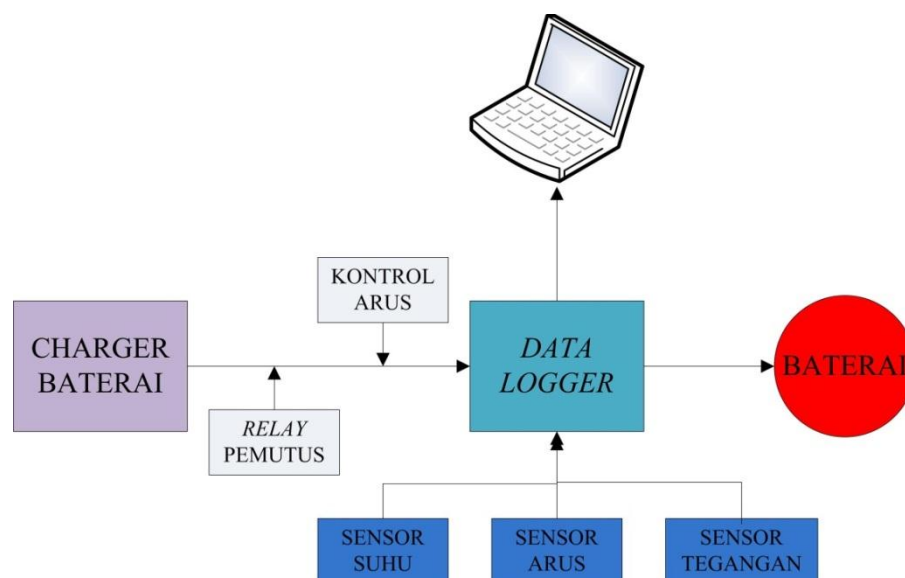 KONTROL
ARUS
CHARGER
BATERAI
DATA
LOGGER
BATERAI
RELAY
PEMUTUS
SENSOR
SUHU
SENSOR
ARUS
SENSOR
TEGANGAN